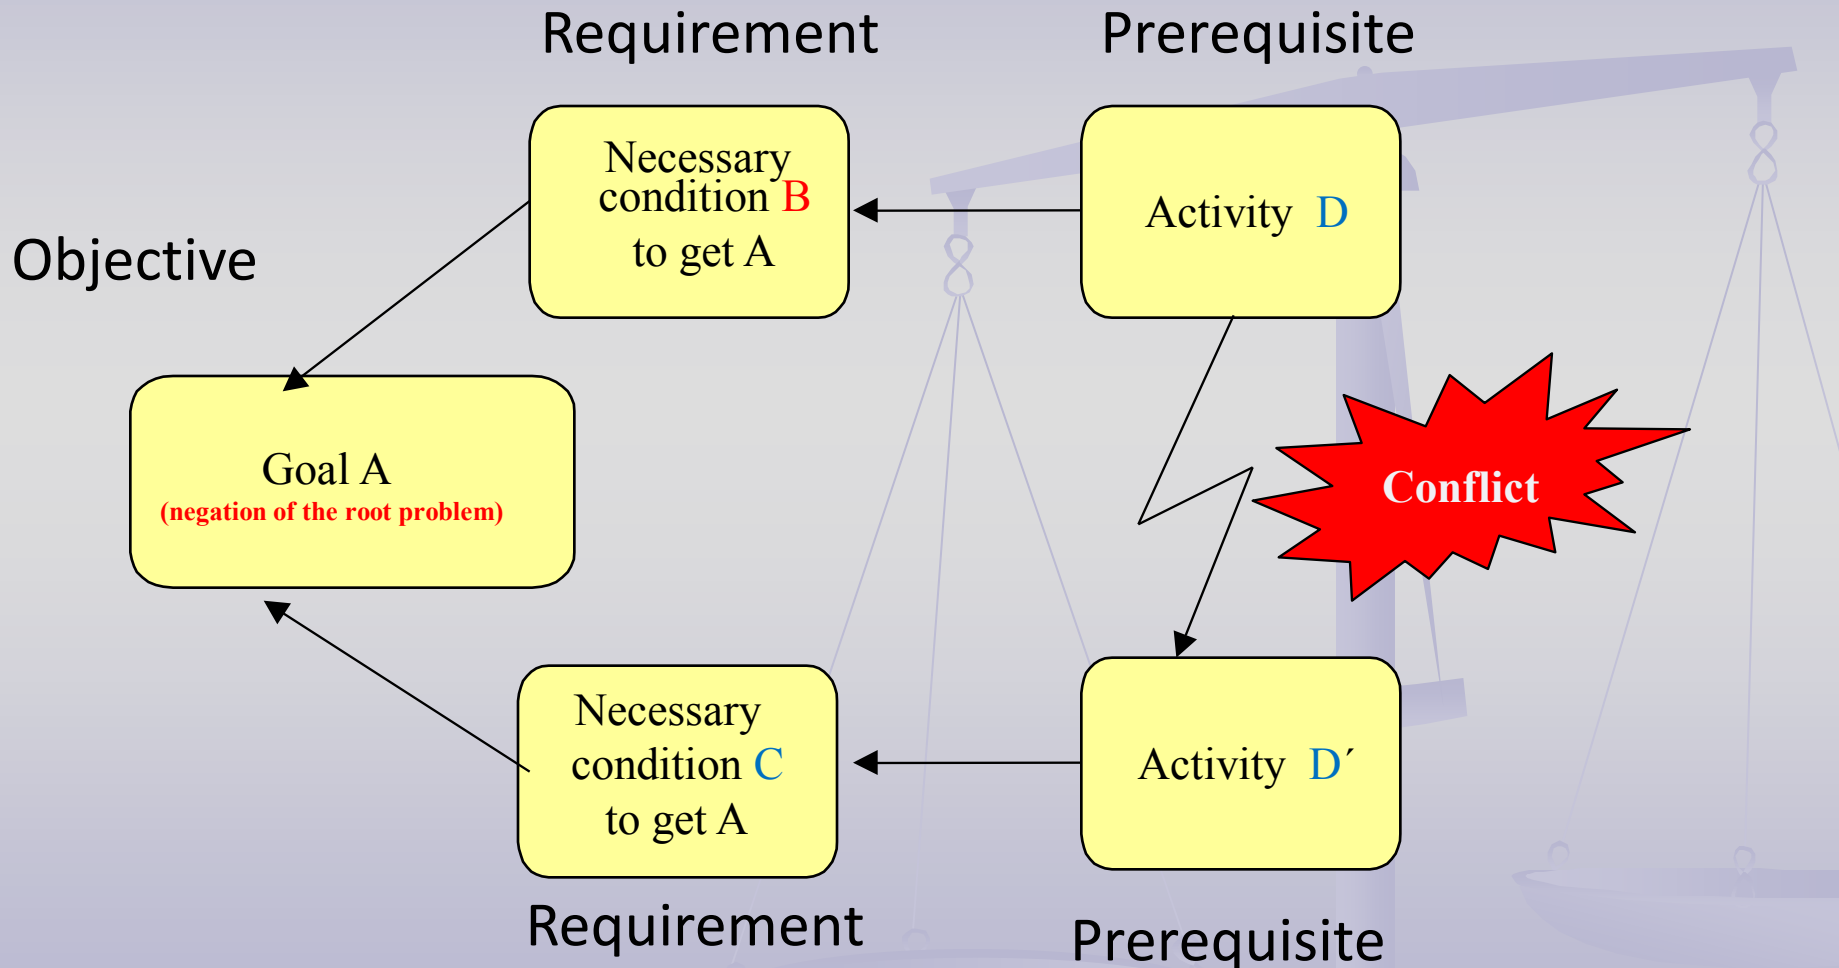 Requirement
Prerequisite
Necessary
condition B
to get A
Activity D
Objective
Goal A
(negation of the root problem)
Conflict
Necessary
condition C
to get A
Activity D´
Requirement
Prerequisite